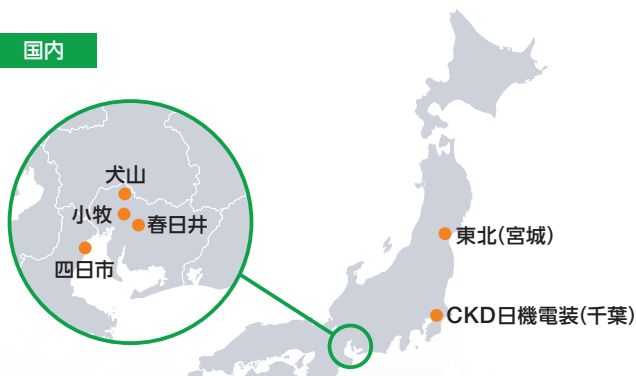 国内
犬山
小牧
春日井
四日市
東北(宮城)
CKD日機電装(千葉)